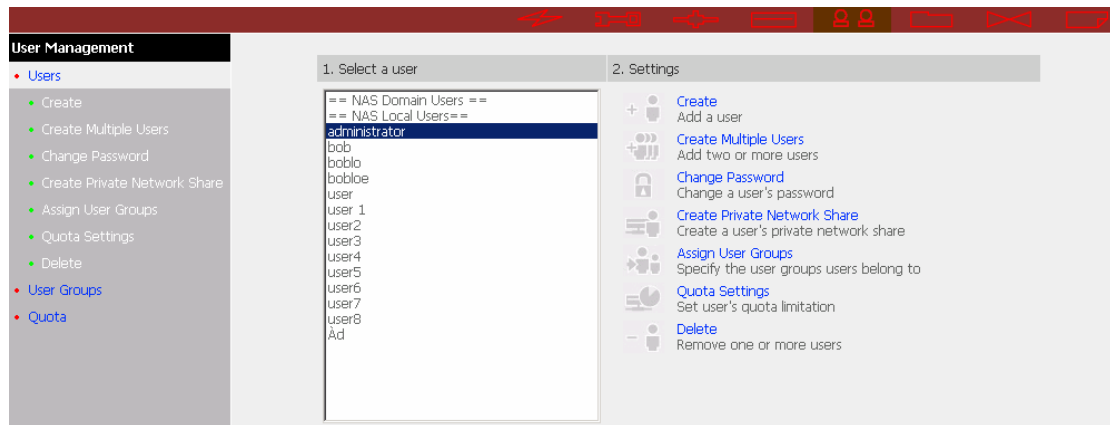 User Management
Users
Create
Create Multiple Users
Change Password
Create Private Network Share
Assign User Groups
Quota Settings
Delete
User Groups
Quota
1. Select a user
== NAS Domain Users ==
== NAS Local Users==
administrator
bob
boblo
bobloe
user
user 1
user2
user3
user4
user5
user6
user7
user8
Àd
2. Settings
Create
Add a user
Create Multiple Users
Add two or more users
Change Password
Change a user's password
Create Private Network Share
Create a user's private network share
Assign User Groups
Specify the user groups users belong to
Quota Settings
Set user's quota limitation
Delete
Remove one or more users